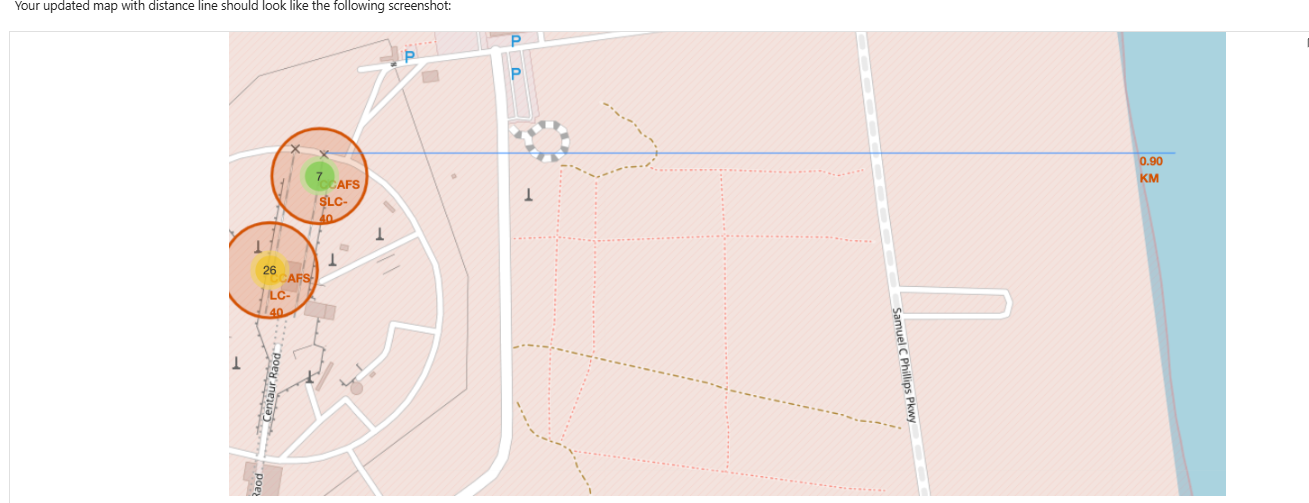 Your updated map with distance line should look like the following screenshot:
P
P
P
7
CCAFS
SLC-
40
0.90
KM
26
CCAFS
LC-
40
Samuel C Phillips Pkwy
Centaur Raod
Raod